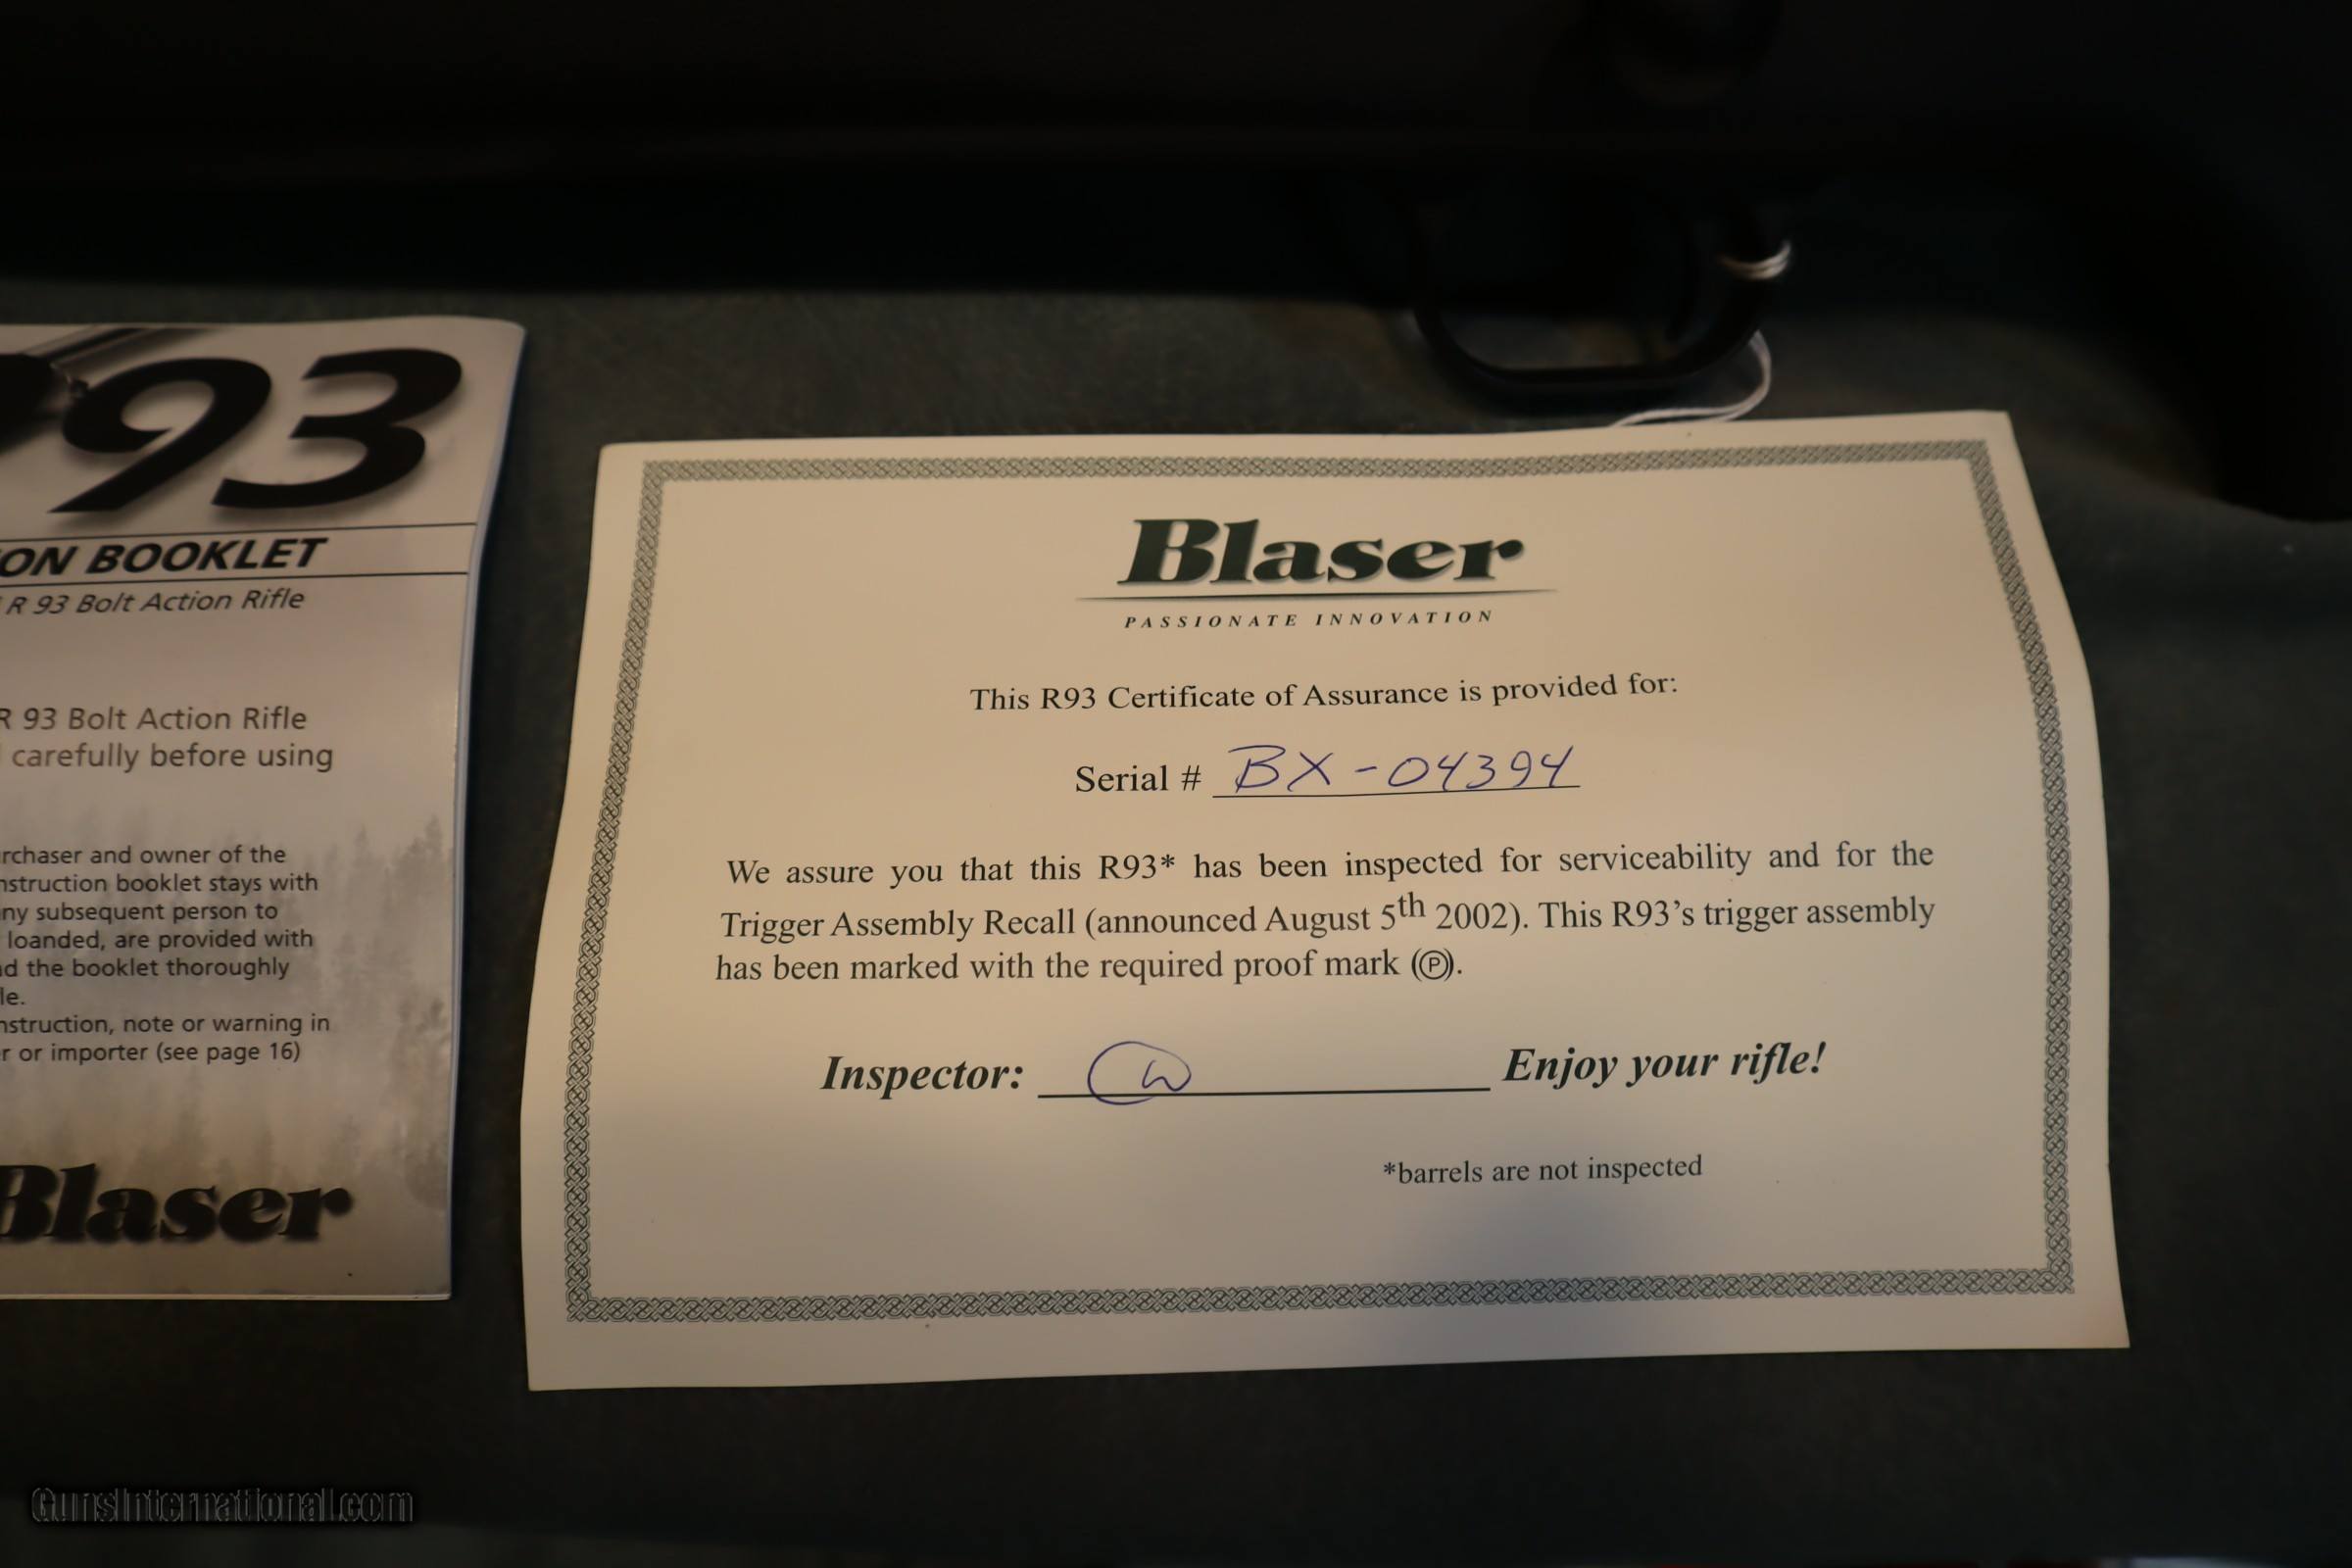 93
ON BOOKLET
R 93 Bolt Action Rifle
R 93 Bolt Action Rifle
carefully before using
rchaser and owner of the
nstruction booklet stays with
ny subsequent person to
loanded, are provided with
d the booklet thoroughly
le.
nstruction, note or warning in
r or importer (see page 16)
Blaser
Blaser
PASSIONATE INNOVATION
This R93 Certificate of Assurance is provided for:
Serial # BX-04394
We assure you that this R93* has been inspected for serviceability and for the
Trigger Assembly Recall (announced August 5th 2002). This R93's trigger assembly
has been marked with the required proof mark (Ⓟ).
Inspector: Enjoy your rifle!
*barrels are not inspected
GunsInternational.com